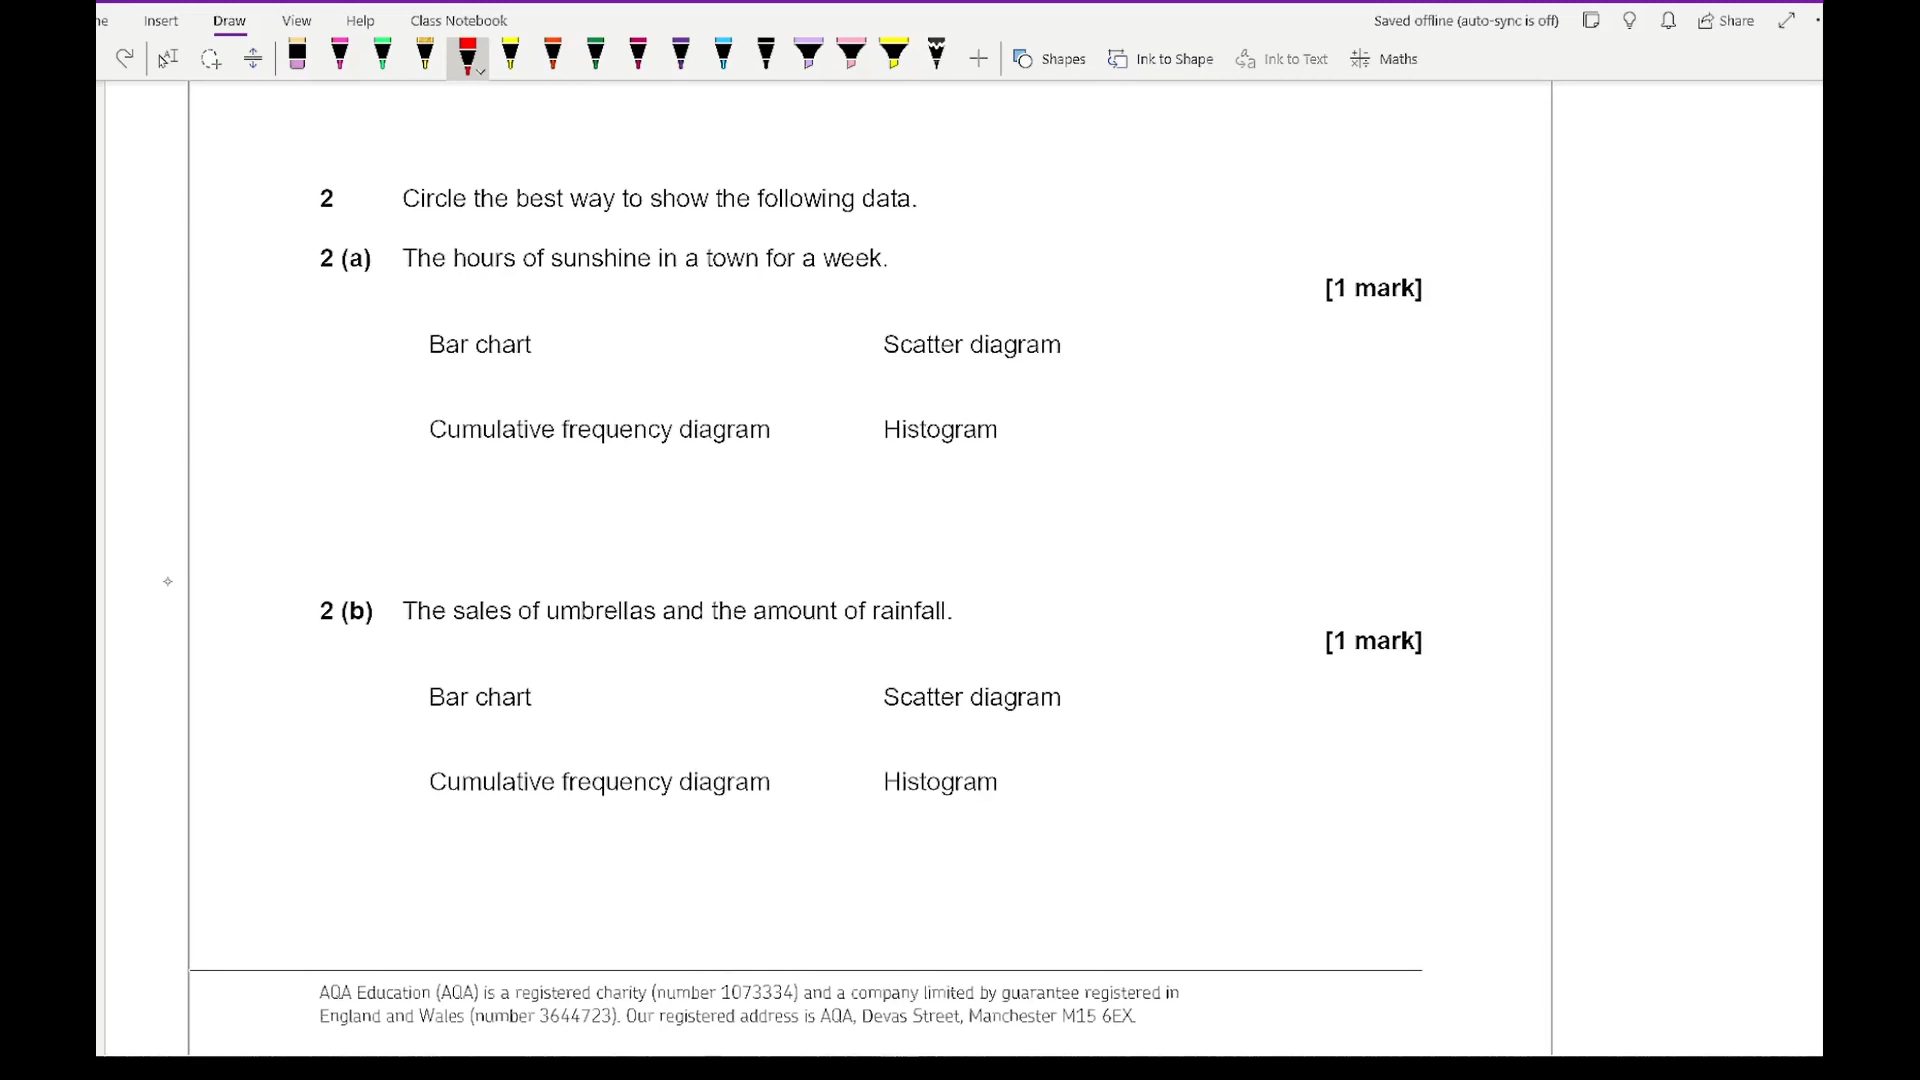 Insert Draw View Help Class Notebook Saved offline (auto-sync is off) Share
Shapes Ink to Shape Ink to Text Maths
2 Circle the best way to show the following data.
2 (a) The hours of sunshine in a town for a week.
[1 mark]
Bar chart Scatter diagram
Cumulative frequency diagram Histogram
2 (b) The sales of umbrellas and the amount of rainfall.
[1 mark]
Bar chart Scatter diagram
Cumulative frequency diagram Histogram
AQA Education (AQA) is a registered charity (number 1073334) and a company limited by guarantee registered in
England and Wales (number 3644723). Our registered address is AQA, Devas Street, Manchester M15 6EX.